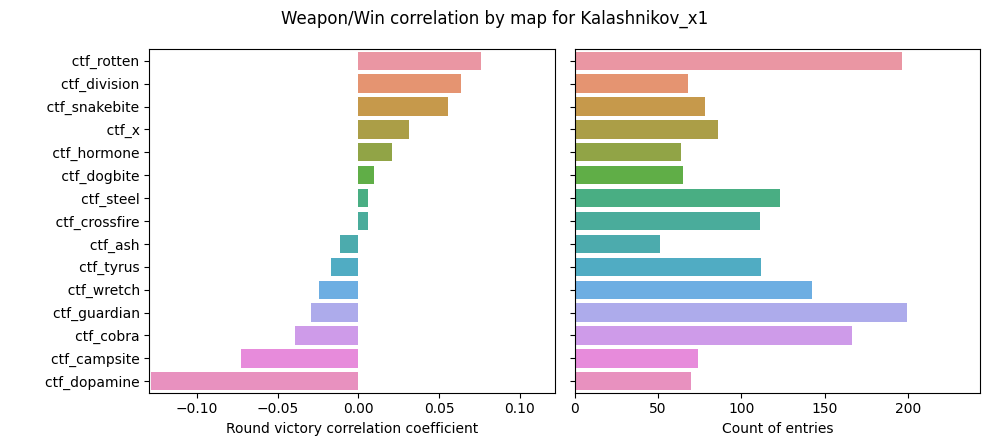 Weapon/Win correlation by map for Kalashnikov_x1
ctf_rotten
ctf_division
ctf_snakebite
ctf_x
ctf_hormone
ctf_dogbite
ctf_steel
ctf_crossfire
ctf_ash
ctf_tyrus
ctf_wretch
ctf_guardian
ctf_cobra
ctf_campsite
ctf_dopamine
−0.10 −0.05 0.00 0.05 0.10
Round victory correlation coefficient
0 50 100 150 200
Count of entries